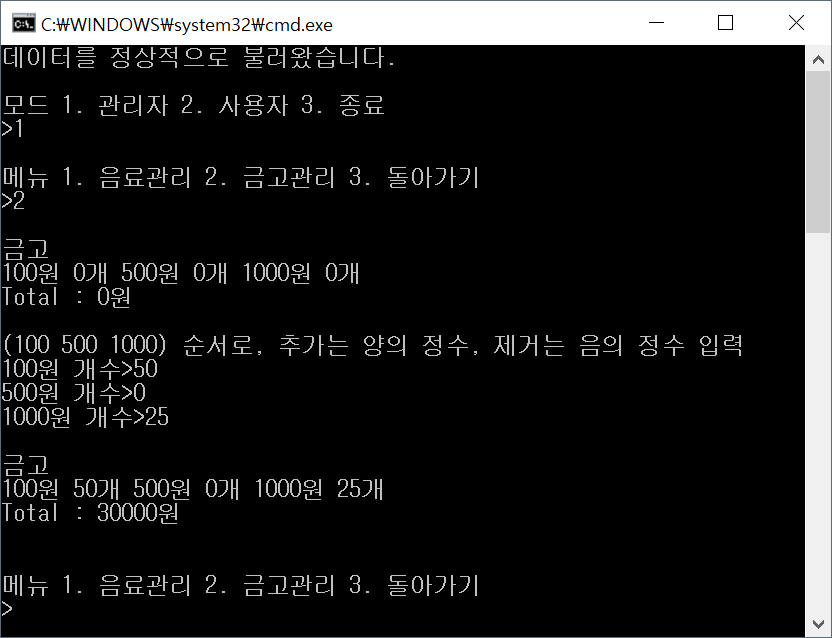 C:₩WINDOWS₩system32₩cmd.exe
데이터를 정상적으로 불러왔습니다.
모드 1. 관리자 2. 사용자 3. 종료
>1
메뉴 1. 음료관리 2. 금고관리 3. 돌아가기
>2
금고
100원 0개 500원 0개 1000원 0개
Total : 0원
(100 500 1000) 순서로, 추가는 양의 정수, 제거는 음의 정수 입력
100원 개수>50
500원 개수>0
1000원 개수>25
금고
100원 50개 500원 0개 1000원 25개
Total : 30000원
메뉴 1. 음료관리 2. 금고관리 3. 돌아가기
>